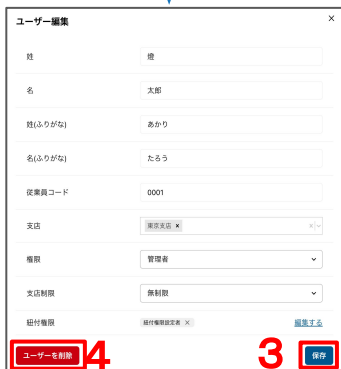 ユーザー編集 ×
姓 燈
名 太郎
姓(ふりがな) あかり
名(ふりがな) たろう
従業員コード 0001
支店 東京支店 × ×
権限 管理者
支店制限 無制限
紐付権限 紐付権限設定者 × 編集する
ユーザーを削除 4 3 保存